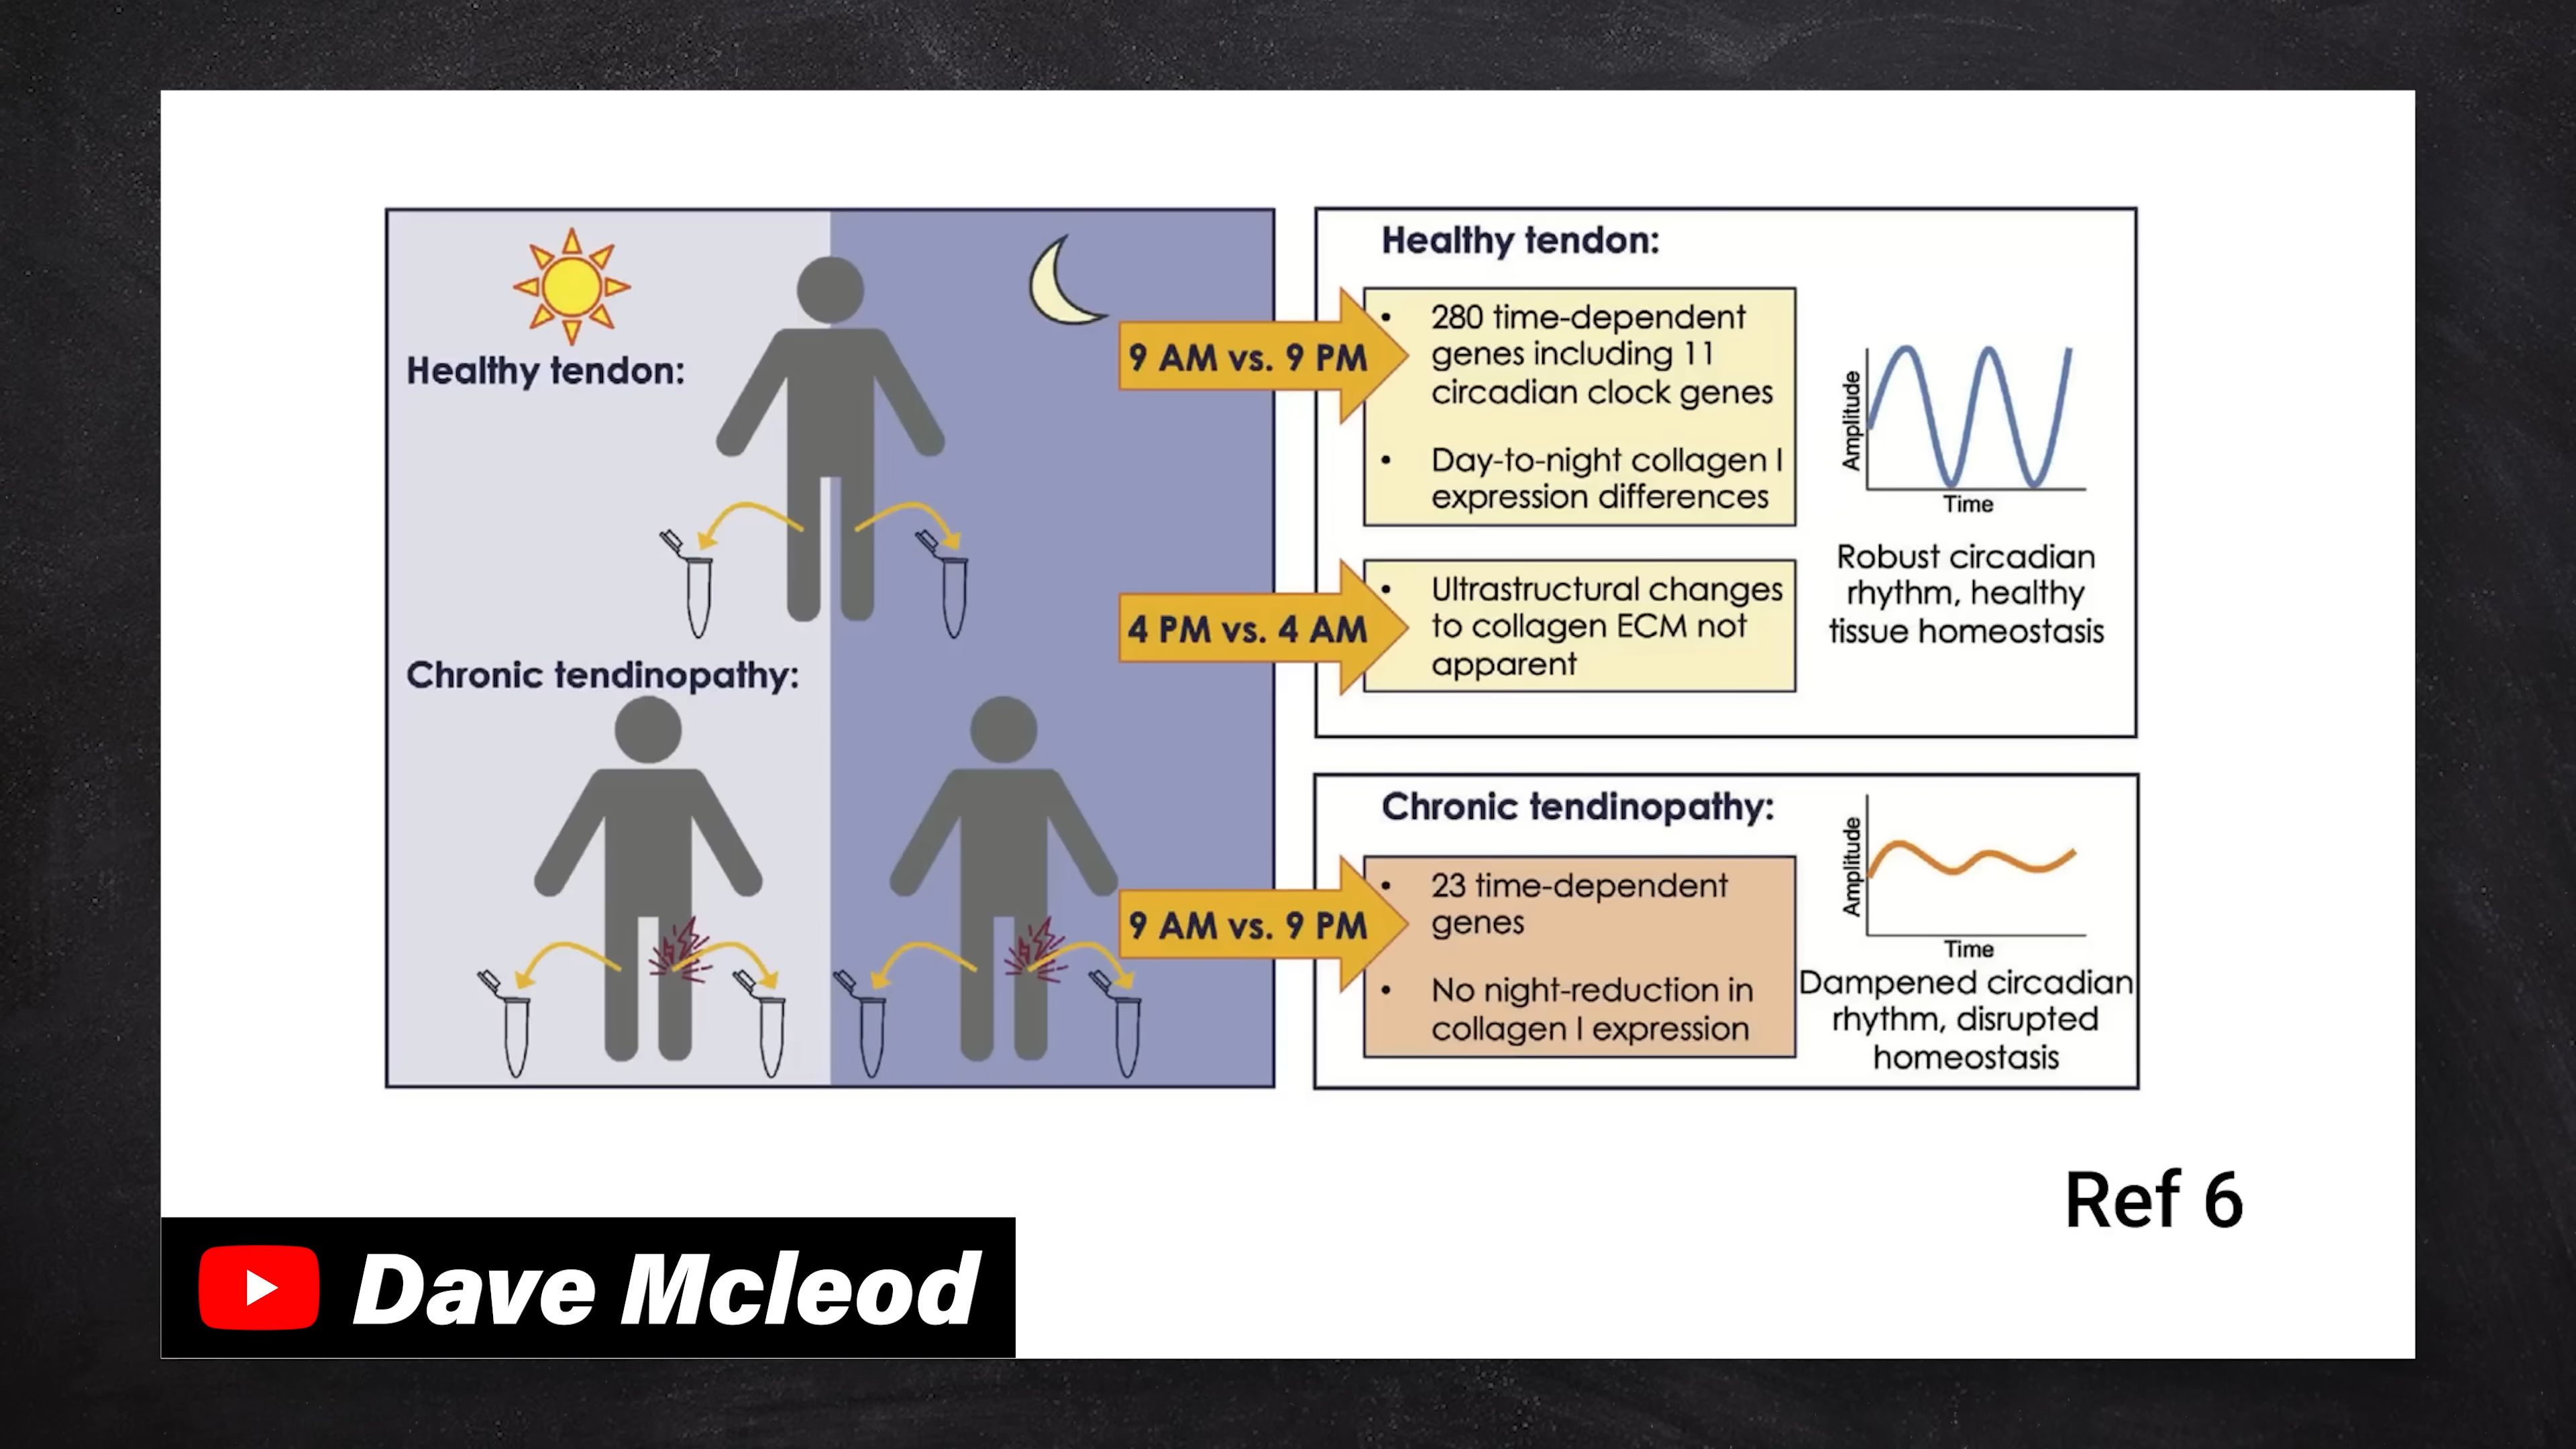 Healthy tendon:
Chronic tendinopathy:
9 AM vs. 9 PM
4 PM vs. 4 AM
9 AM vs. 9 PM
Healthy tendon:
• 280 time-dependent
genes including 11
circadian clock genes
• Day-to-night collagen I
expression differences
• Ultrastructural changes
to collagen ECM not
apparent
Amplitude
Time
Robust circadian
rhythm, healthy
tissue homeostasis
Chronic tendinopathy:
• 23 time-dependent
genes
• No night-reduction in
collagen I expression
Amplitude
Time
Dampened circadian
rhythm, disrupted
homeostasis
Ref 6
Dave Mcleod